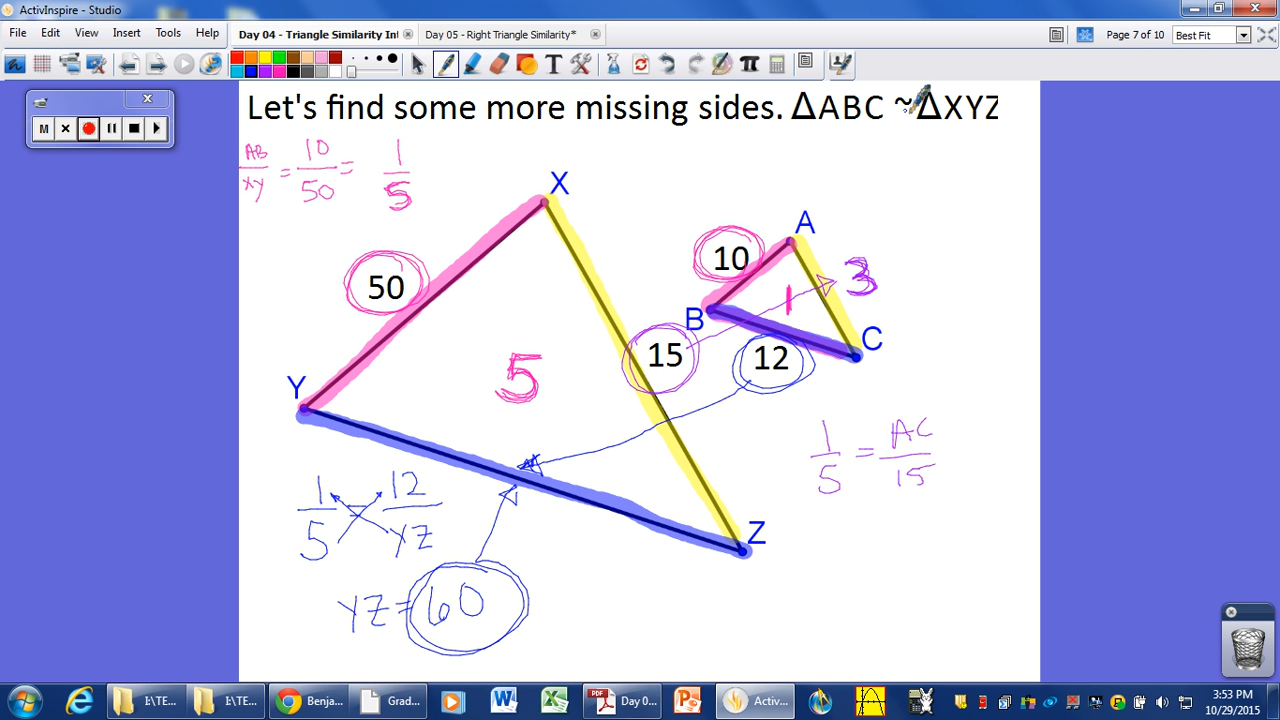 ActivInspire - Studio
File Edit View Insert Tools Help
Day 04 - Triangle Similarity Int
Day 05 - Right Triangle Similarity*
Page 7 of 10
Best Fit
M
Let's find some more missing sides. ΔABC ~ ΔXYZ
AB/XY = 10/50 = 1/5
X
A
50
10
3
1
B
C
15
12
5
Y
1/5 = AC/15
1/5 = 12/YZ
Z
YZ = 60
I:\TE...
I:\TE...
Benja...
Grad...
Day 0...
Activ...
3:53 PM
10/29/2015